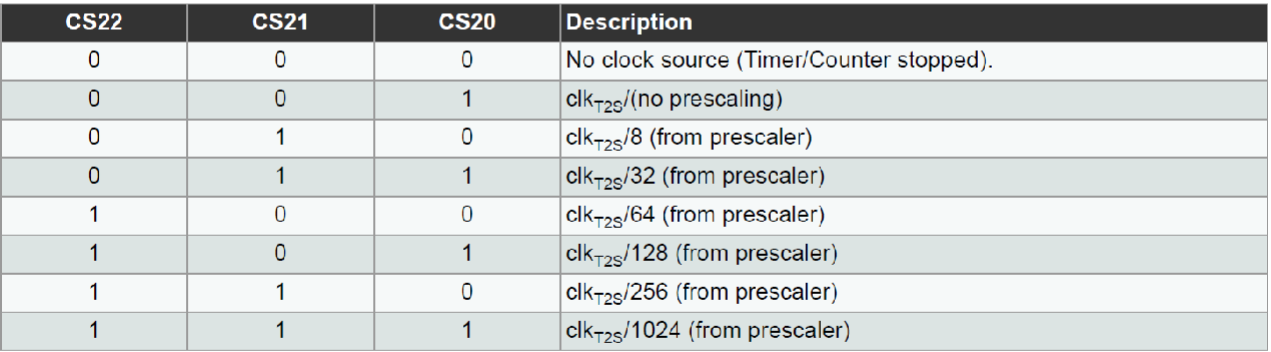 CS22 CS21 CS20 Description
0 0 0 No clock source (Timer/Counter stopped).
0 0 1 clkT2S/(no prescaling)
0 1 0 clkT2S/8 (from prescaler)
0 1 1 clkT2S/32 (from prescaler)
1 0 0 clkT2S/64 (from prescaler)
1 0 1 clkT2S/128 (from prescaler)
1 1 0 clkT2S/256 (from prescaler)
1 1 1 clkT2S/1024 (from prescaler)